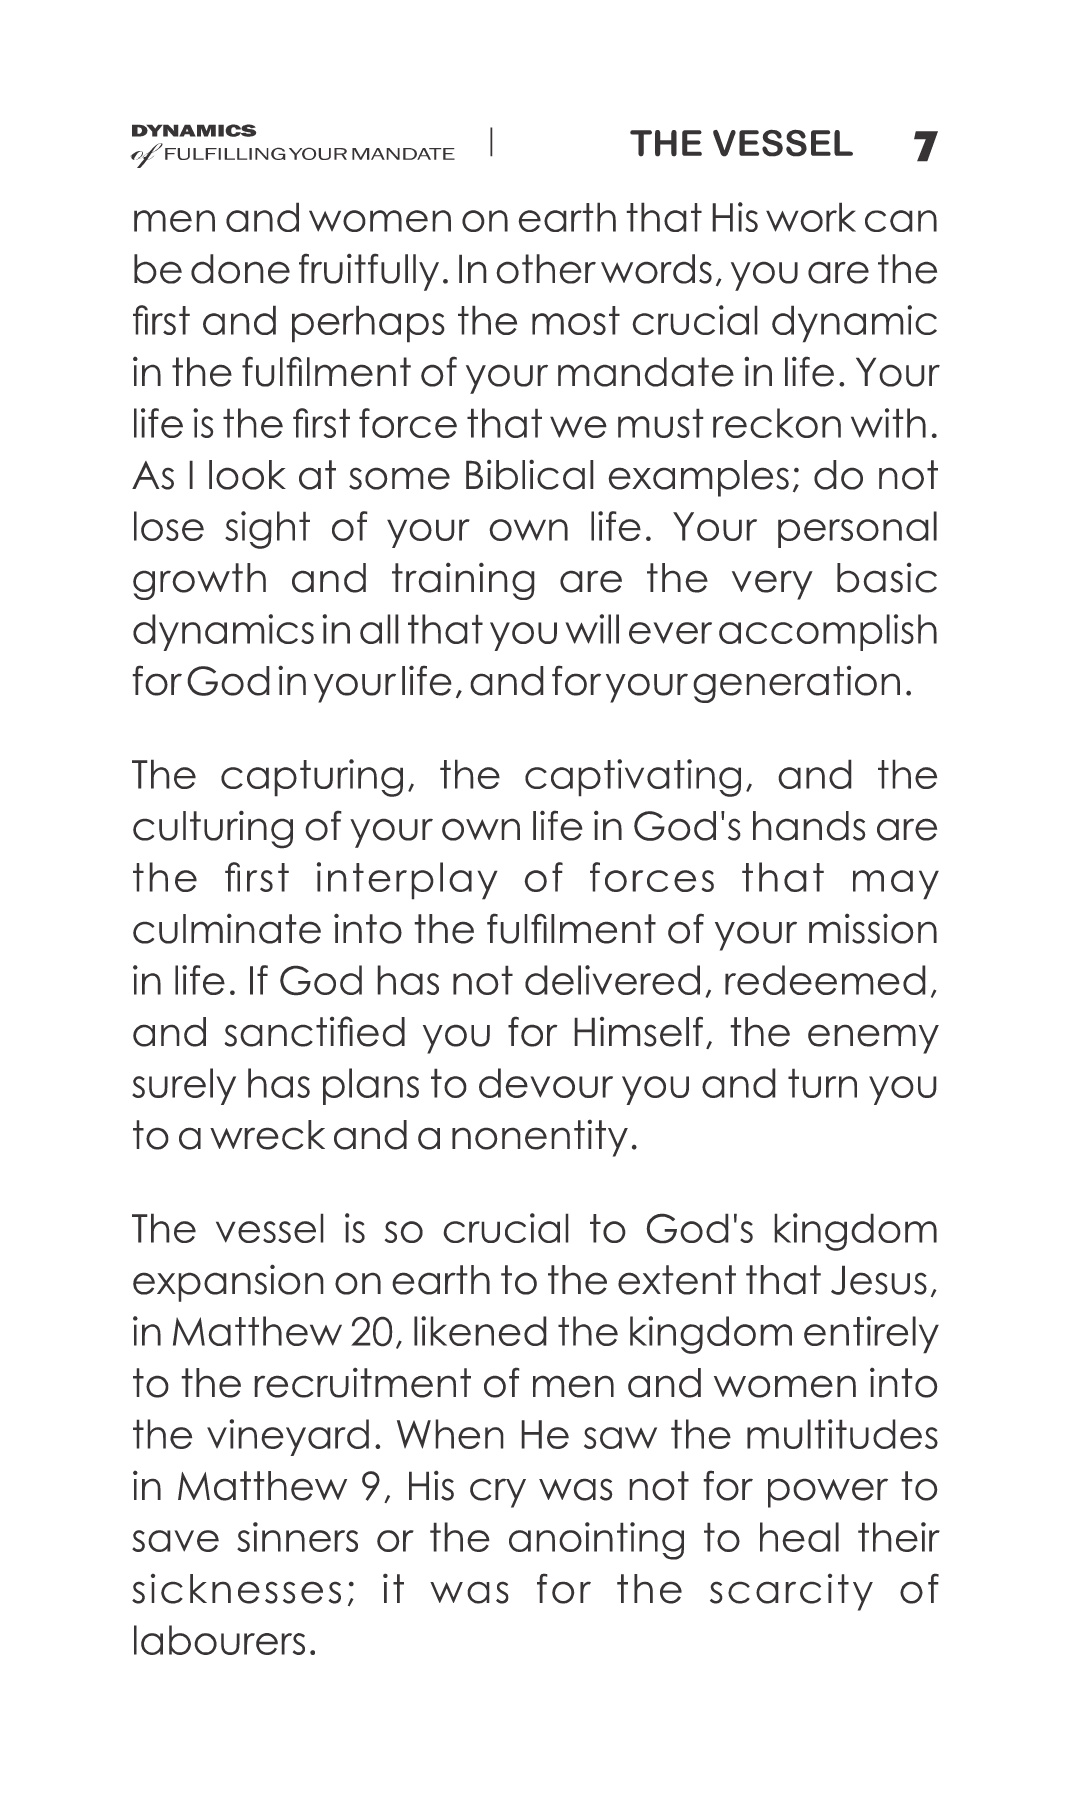 DYNAMICS
of FULFILLING YOUR MANDATE
THE VESSEL 7
men and women on earth that His work can
be done fruitfully. In other words, you are the
first and perhaps the most crucial dynamic
in the fulfilment of your mandate in life. Your
life is the first force that we must reckon with.
As I look at some Biblical examples; do not
lose sight of your own life. Your personal
growth and training are the very basic
dynamics in all that you will ever accomplish
for God in your life, and for your generation.
The capturing, the captivating, and the
culturing of your own life in God's hands are
the first interplay of forces that may
culminate into the fulfilment of your mission
in life. If God has not delivered, redeemed,
and sanctified you for Himself, the enemy
surely has plans to devour you and turn you
to a wreck and a nonentity.
The vessel is so crucial to God's kingdom
expansion on earth to the extent that Jesus,
in Matthew 20, likened the kingdom entirely
to the recruitment of men and women into
the vineyard. When He saw the multitudes
in Matthew 9, His cry was not for power to
save sinners or the anointing to heal their
sicknesses; it was for the scarcity of
labourers.